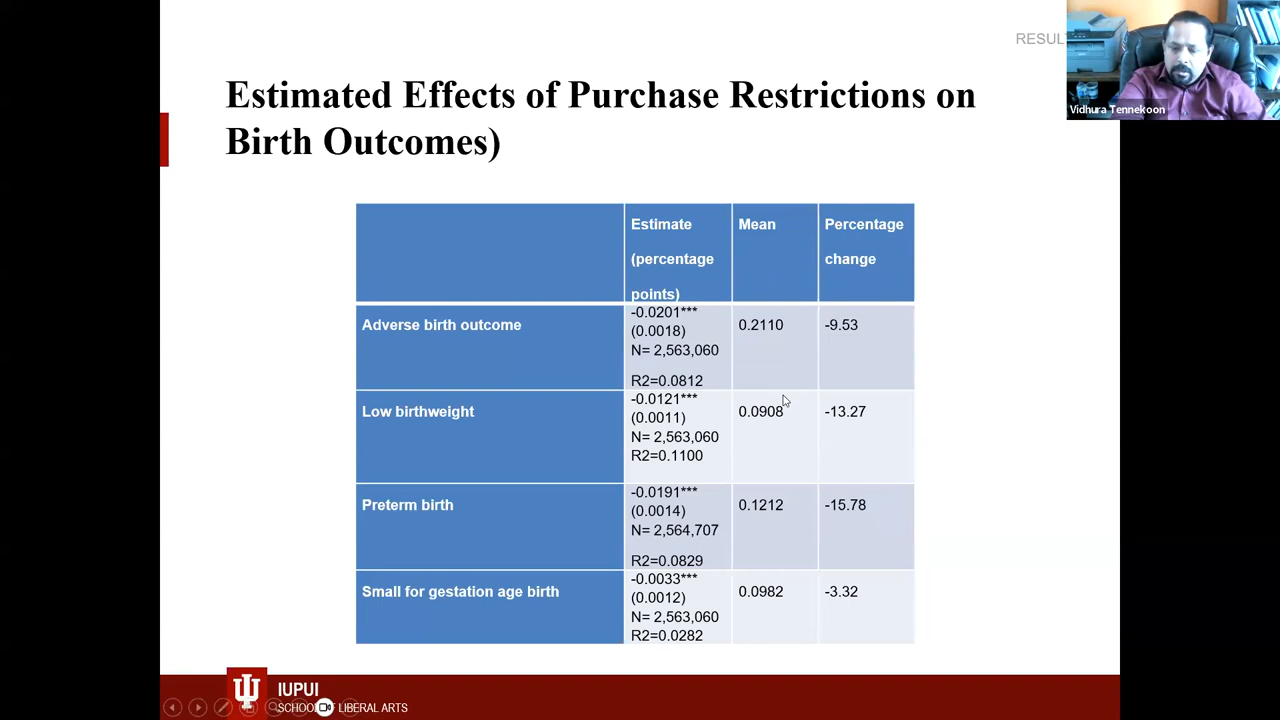 RESUL
Vidhura Tennekoon
Estimated Effects of Purchase Restrictions on
Birth Outcomes)
Estimate
(percentage
points)
Mean
Percentage
change
Adverse birth outcome
-0.0201***
(0.0018)
N= 2,563,060
R2=0.0812
0.2110
-9.53
Low birthweight
-0.0121***
(0.0011)
N= 2,563,060
R2=0.1100
0.0908
-13.27
Preterm birth
-0.0191***
(0.0014)
N= 2,564,707
R2=0.0829
0.1212
-15.78
Small for gestation age birth
-0.0033***
(0.0012)
N= 2,563,060
R2=0.0282
0.0982
-3.32
IUPUI
SCHOOL OF LIBERAL ARTS